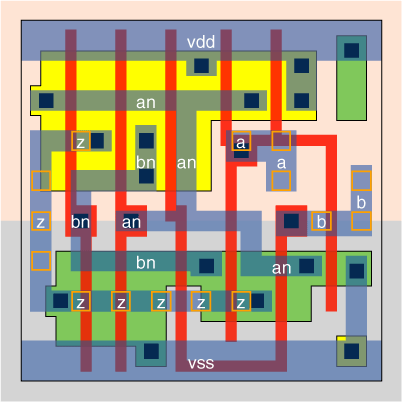 vdd
an
z a
bn an a
b
z bn an b
bn an
z z z z z
vss